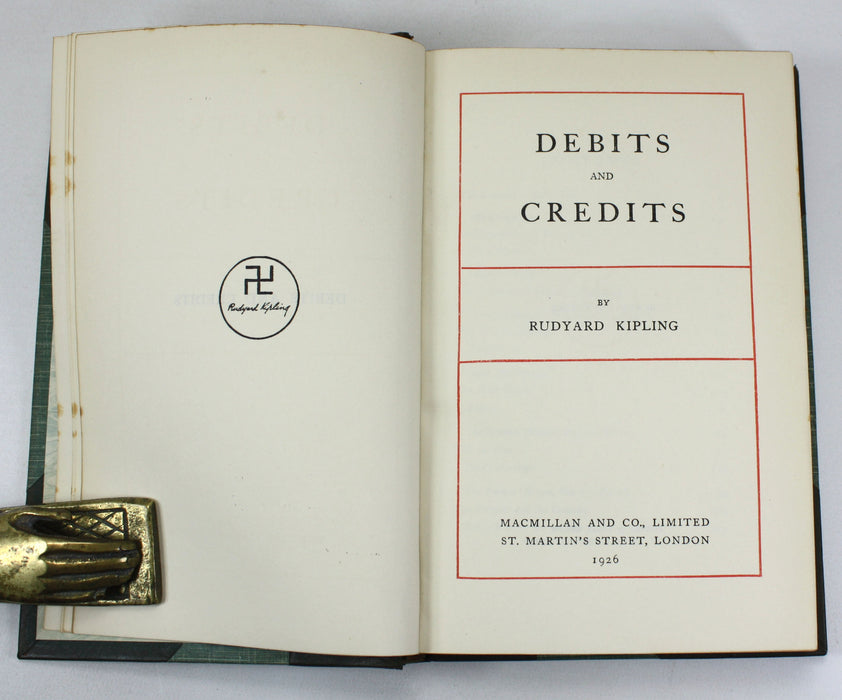 Rudyard Kipling
DEBITS
AND
CREDITS
BY
RUDYARD KIPLING
MACMILLAN AND CO., LIMITED
ST. MARTIN'S STREET, LONDON
1926